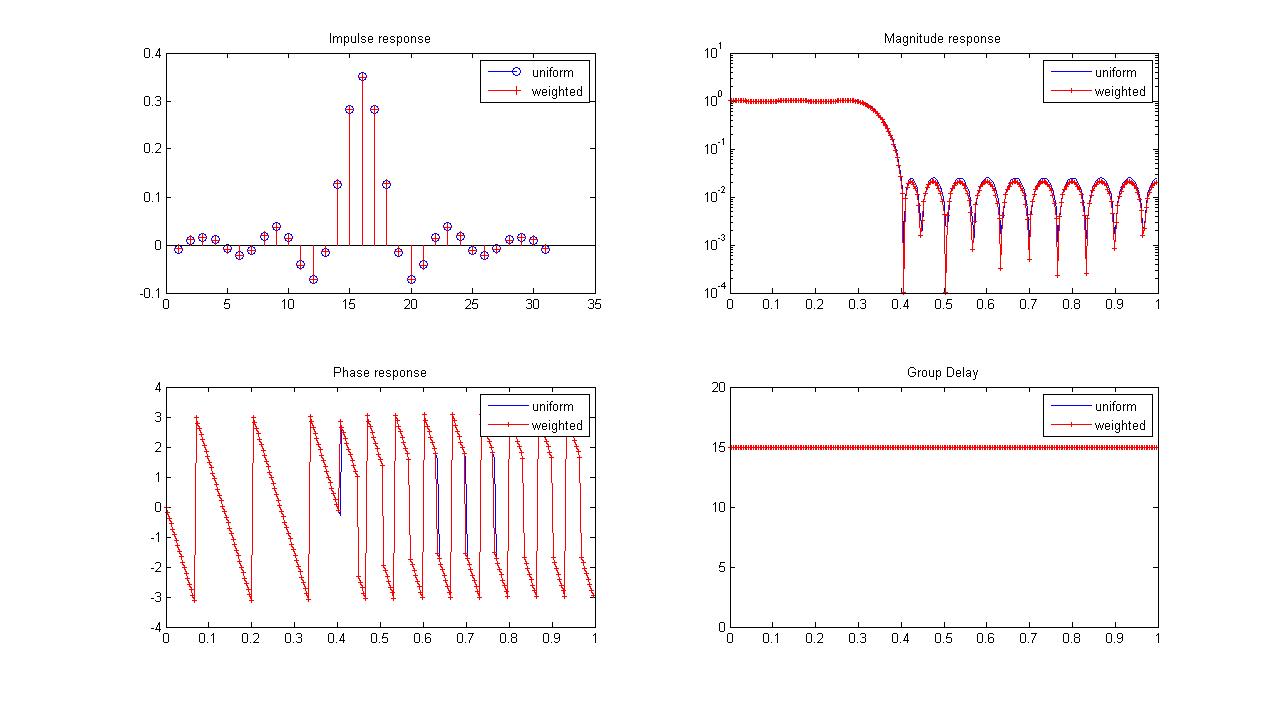 Impulse response
0.4
0.3
0.2
0.1
0
-0.1
0 5 10 15 20 25 30 35
uniform
weighted
Magnitude response
10^1
10^0
10^-1
10^-2
10^-3
10^-4
0 0.1 0.2 0.3 0.4 0.5 0.6 0.7 0.8 0.9 1
uniform
weighted
Phase response
4
3
2
1
0
-1
-2
-3
-4
0 0.1 0.2 0.3 0.4 0.5 0.6 0.7 0.8 0.9 1
uniform
weighted
Group Delay
20
15
10
5
0
0 0.1 0.2 0.3 0.4 0.5 0.6 0.7 0.8 0.9 1
uniform
weighted